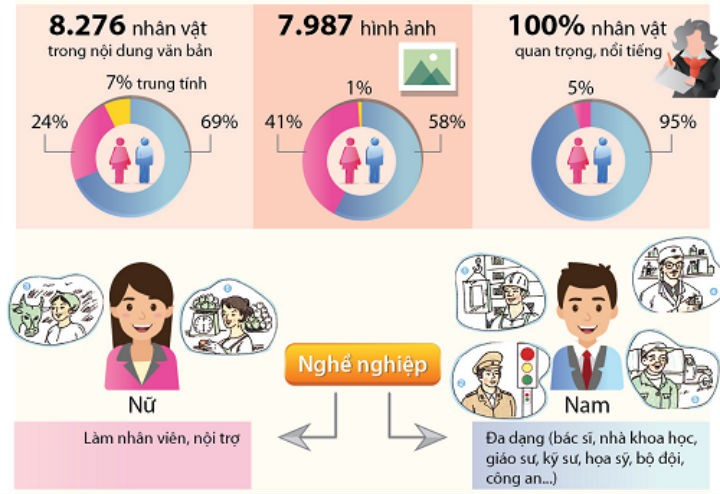 8.276 nhân vật
trong nội dung văn bản
7% trung tính
24%
69%
7.987 hình ảnh
1%
41%
58%
100% nhân vật
quan trọng, nổi tiếng
5%
95%
Nghề nghiệp
Nữ
Nam
Làm nhân viên, nội trợ
Đa dạng (bác sĩ, nhà khoa học,
giáo sư, kỹ sư, họa sỹ, bộ đội,
công an...)